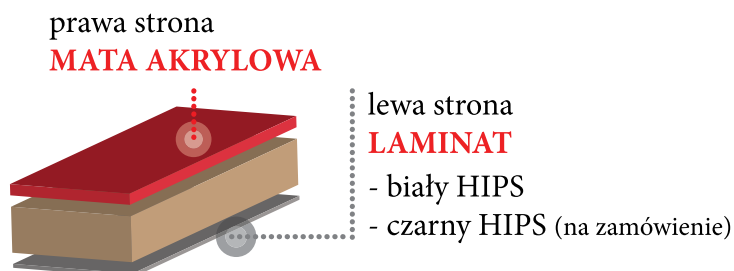 prawa strona
MATA AKRYLOWA
lewa strona
LAMINAT
- biały HIPS
- czarny HIPS (na zamówienie)